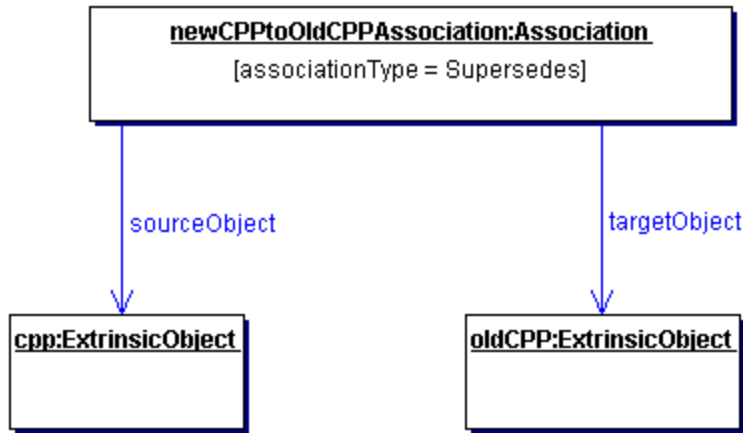 newCPPtoOldCPPAssociation:Association
[associationType = Supersedes]
sourceObject
targetObject
cpp:ExtrinsicObject
oldCPP:ExtrinsicObject